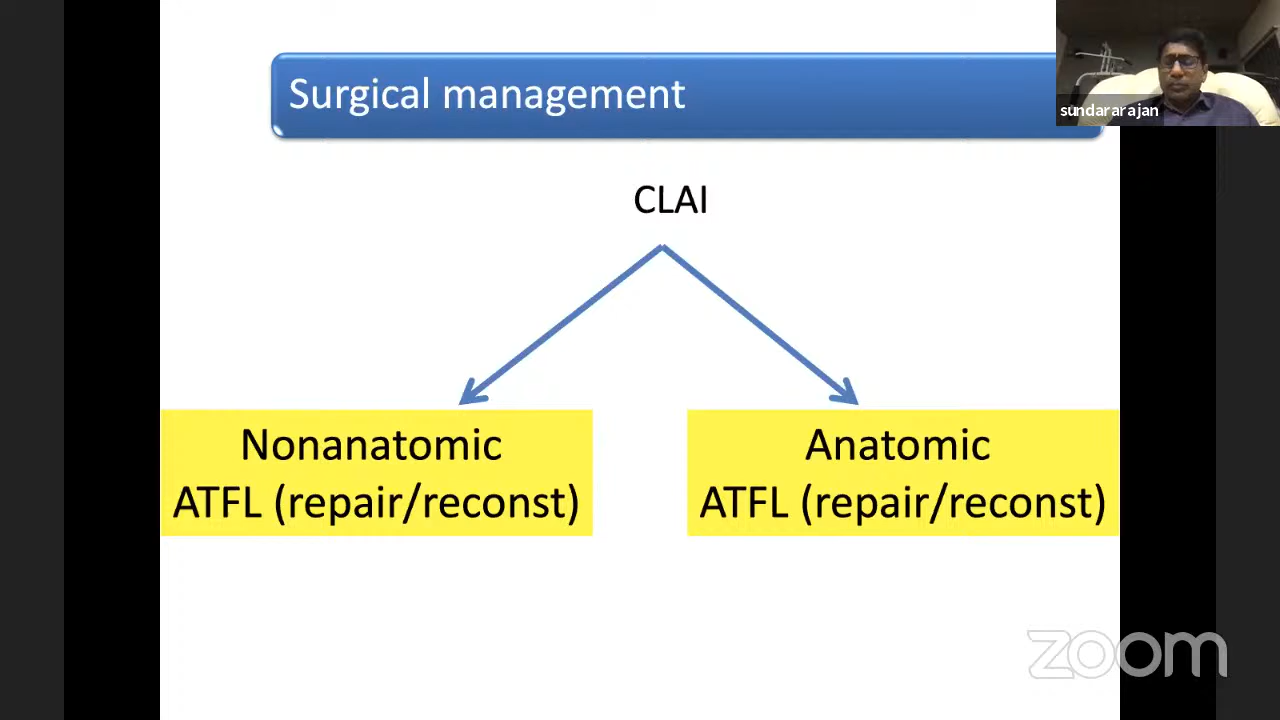 Surgical management
sundararajan
CLAI
Nonanatomic
ATFL (repair/reconst)
Anatomic
ATFL (repair/reconst)
zoom